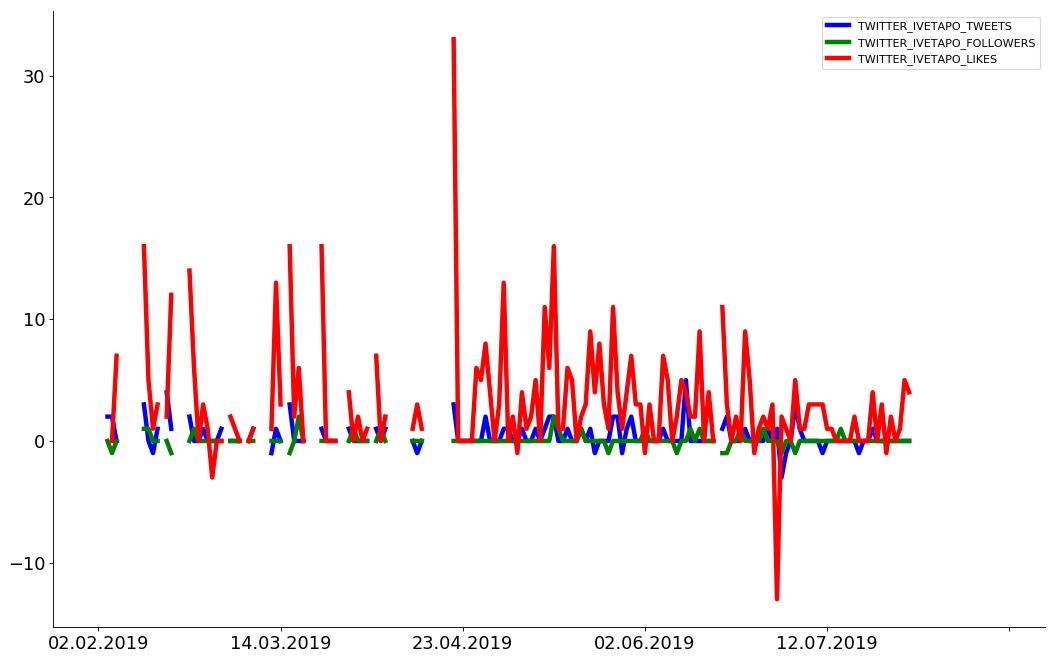 TWITTER_IVETAPO_TWEETS
TWITTER_IVETAPO_FOLLOWERS
TWITTER_IVETAPO_LIKES
30
20
10
0
−10
02.02.2019 14.03.2019 23.04.2019 02.06.2019 12.07.2019